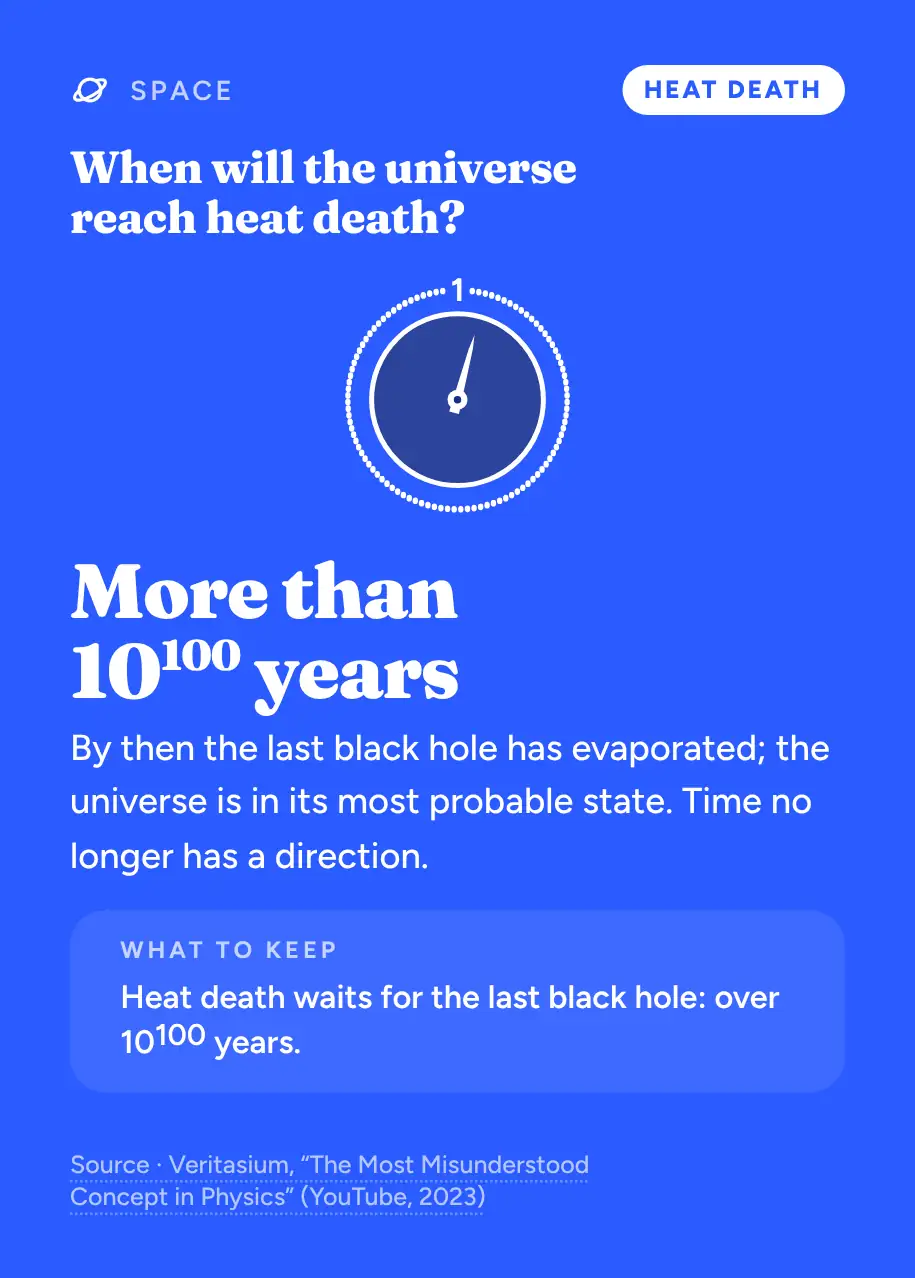 SPACE
HEAT DEATH
When will the universe
reach heat death?
1
More than
10¹⁰⁰ years
By then the last black hole has evaporated; the
universe is in its most probable state. Time no
longer has a direction.
WHAT TO KEEP
Heat death waits for the last black hole: over
10¹⁰⁰ years.
Source · Veritasium, “The Most Misunderstood
Concept in Physics” (YouTube, 2023)